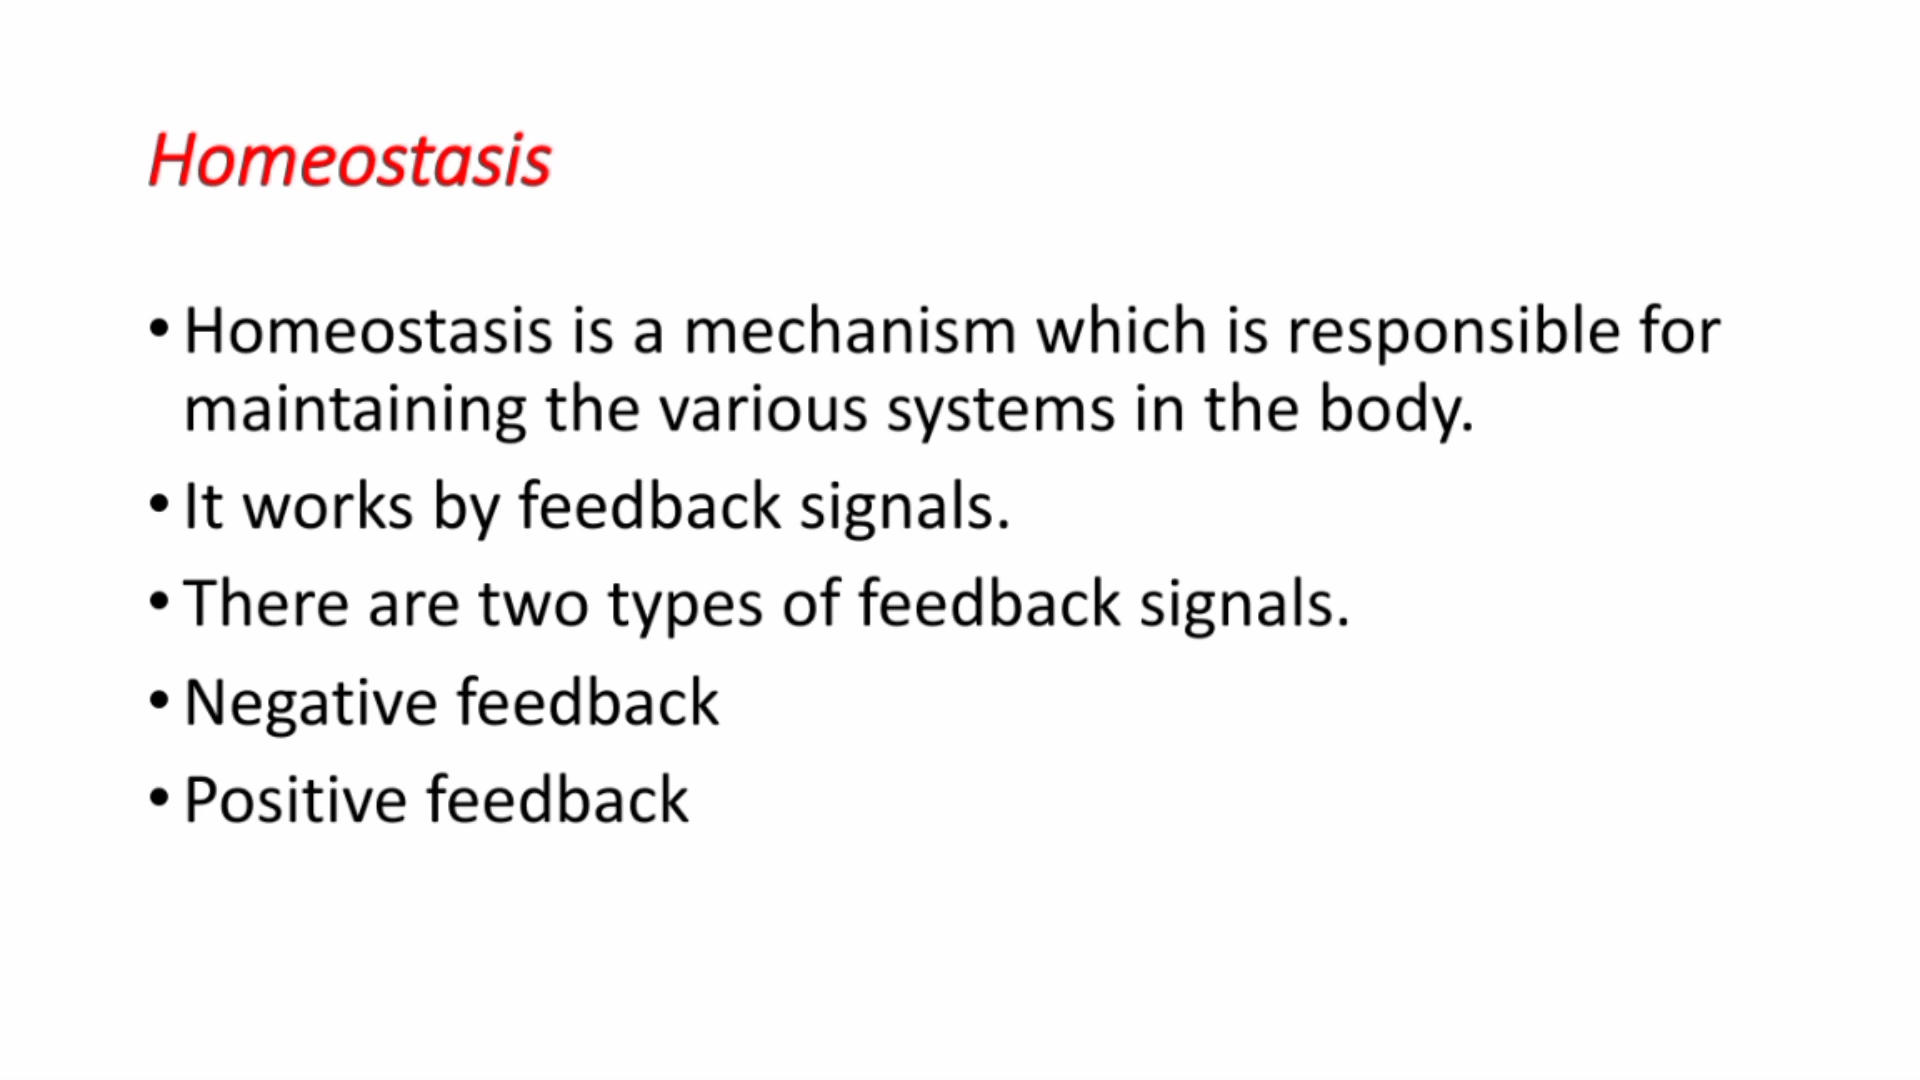 Homeostasis
• Homeostasis is a mechanism which is responsible for
maintaining the various systems in the body.
• It works by feedback signals.
• There are two types of feedback signals.
• Negative feedback
• Positive feedback